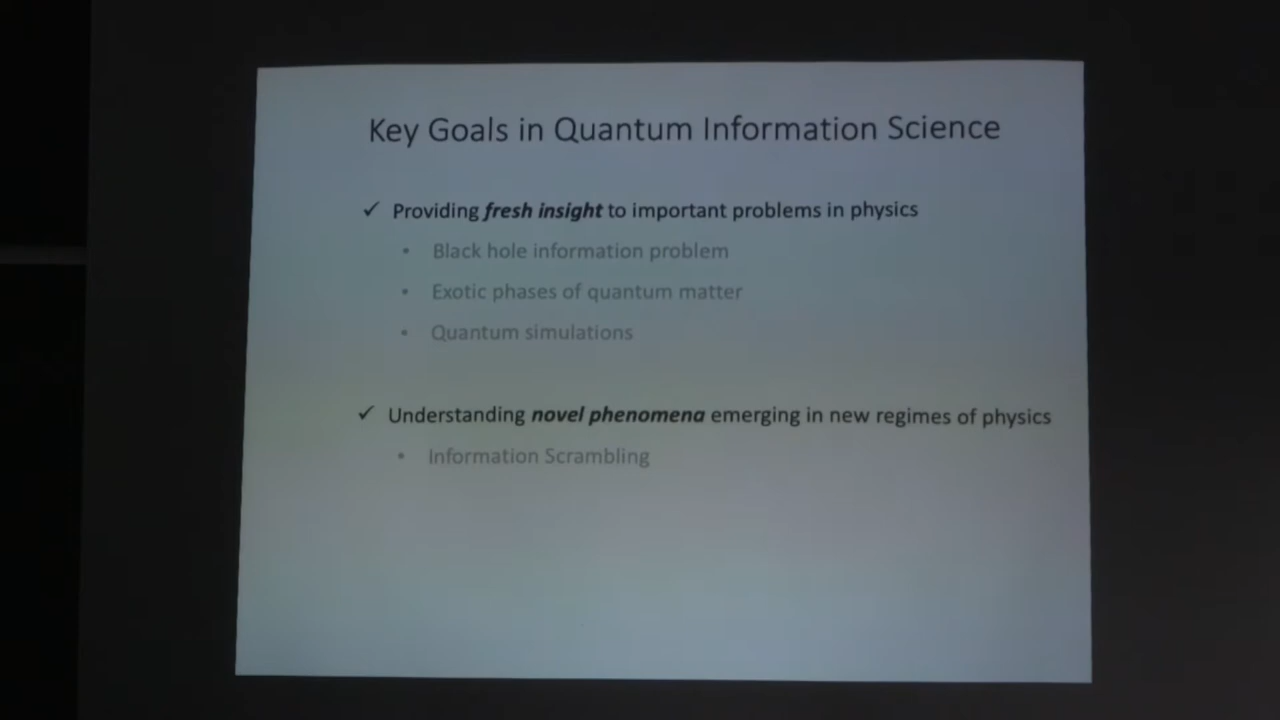 Key Goals in Quantum Information Science
✓ Providing fresh insight to important problems in physics
• Black hole information problem
• Exotic phases of quantum matter
• Quantum simulations
✓ Understanding novel phenomena emerging in new regimes of physics
• Information Scrambling